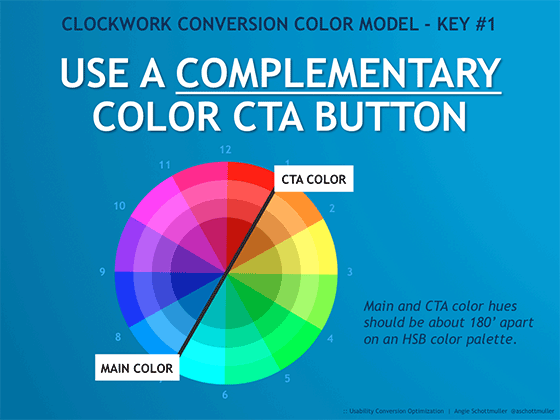 CLOCKWORK CONVERSION COLOR MODEL - KEY #1
USE A COMPLEMENTARY
COLOR CTA BUTTON
12
11
1
CTA COLOR
10
2
9
3
Main and CTA color hues
should be about 180' apart
on an HSB color palette.
8
4
MAIN COLOR
7
5
6
:: Usability Conversion Optimization | Angie Schottmuller @aschottmuller